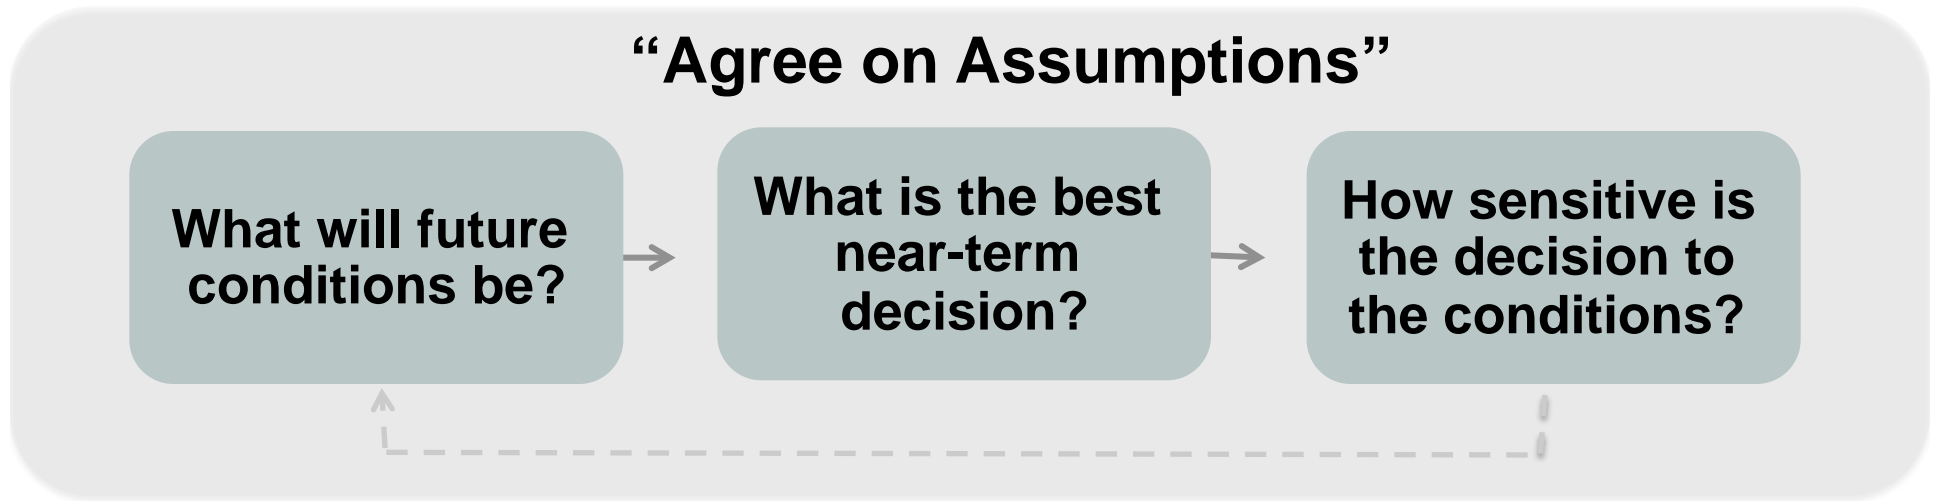 “Agree on Assumptions”
What will future
conditions be?
What is the best
near-term
decision?
How sensitive is
the decision to
the conditions?